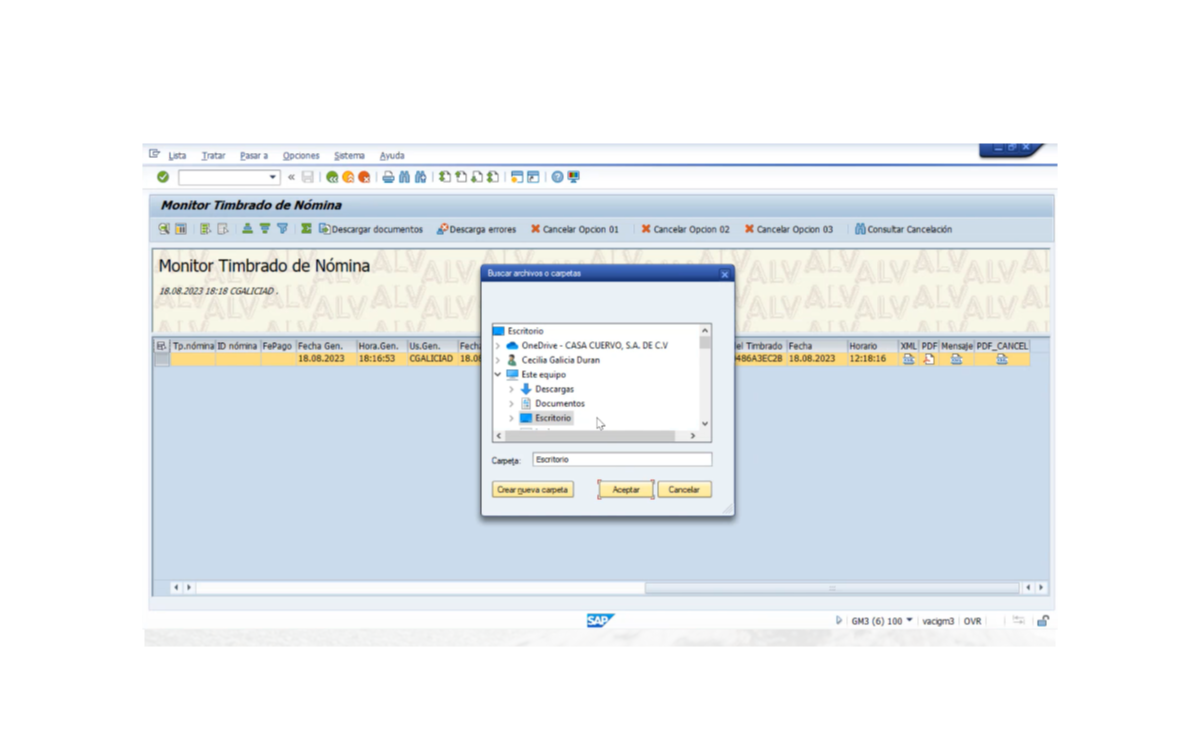 Lista Tratar Pasar a Opciones Sistema Ayuda
Monitor Timbrado de Nómina
Descargar documentos Descarga errores Cancelar Opcion 01 Cancelar Opcion 02 Cancelar Opcion 03 Consultar Cancelación
Monitor Timbrado de Nómina
18.08.2023 18:18 CGALICIAD .
Tp.nómina ID nómina FePago Fecha Gen. Hora.Gen. Us.Gen. Fech el Timbrado Fecha Horario XML PDF Mensaje PDF_CANCEL
18.08.2023 18:16:53 CGALICIAD 18.0 486A3EC28 18.08.2023 12:18:16
Buscar archivos o carpetas
Escritorio
OneDrive - CASA CUERVO, S.A. DE C.V
Cecilia Galicia Duran
Este equipo
Descargas
Documentos
Escritorio
Carpeta: Escritorio
Crear nueva carpeta Aceptar Cancelar
SAP GM3 (6) 100 vacigm3 OVR